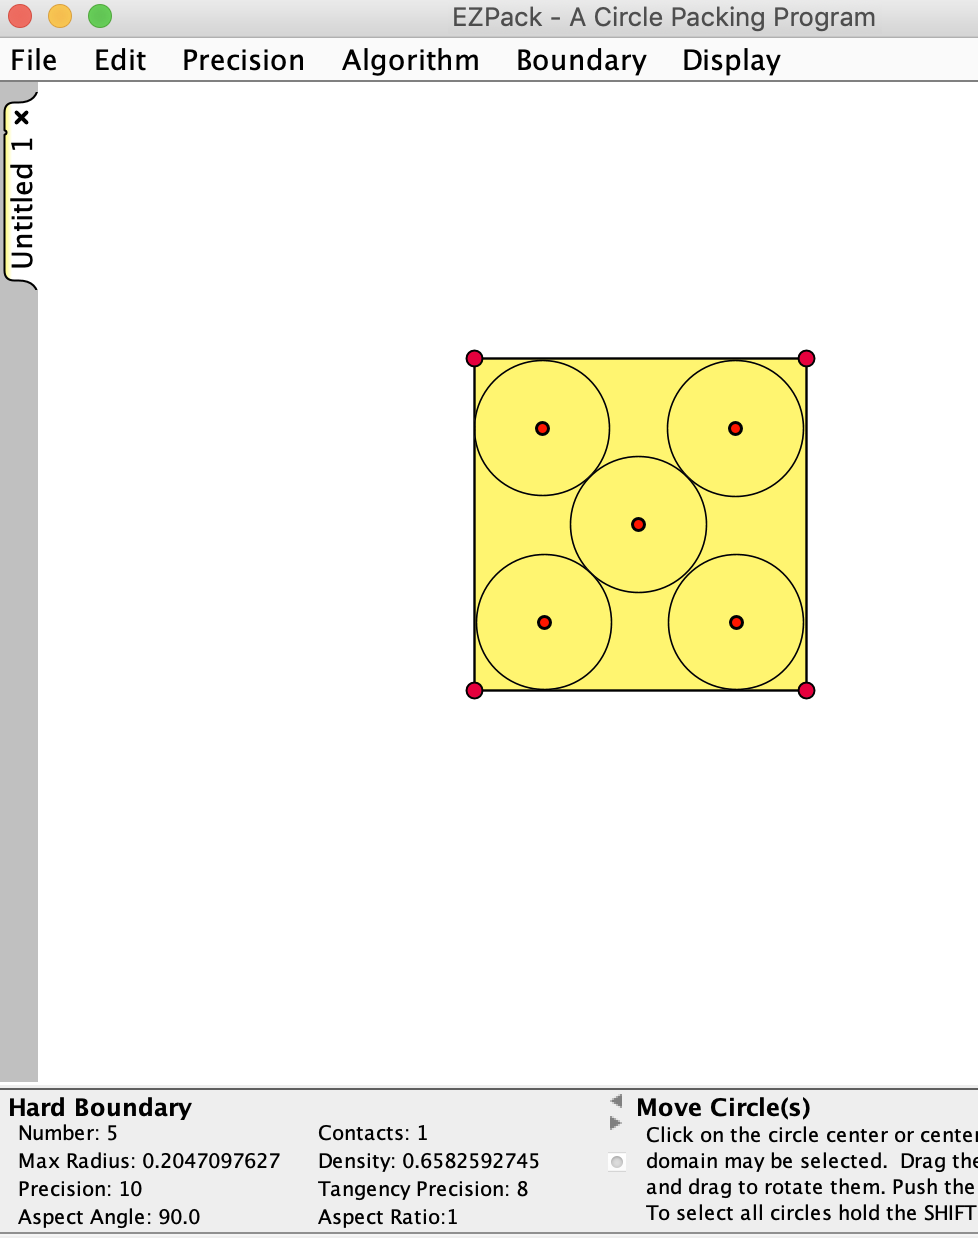 EZPack - A Circle Packing Program
File Edit Precision Algorithm Boundary Display
Untitled 1 ×
Hard Boundary
Number: 5
Max Radius: 0.2047097627
Precision: 10
Aspect Angle: 90.0
Contacts: 1
Density: 0.6582592745
Tangency Precision: 8
Aspect Ratio:1
Move Circle(s)
Click on the circle center or center
domain may be selected. Drag the
and drag to rotate them. Push the
To select all circles hold the SHIFT